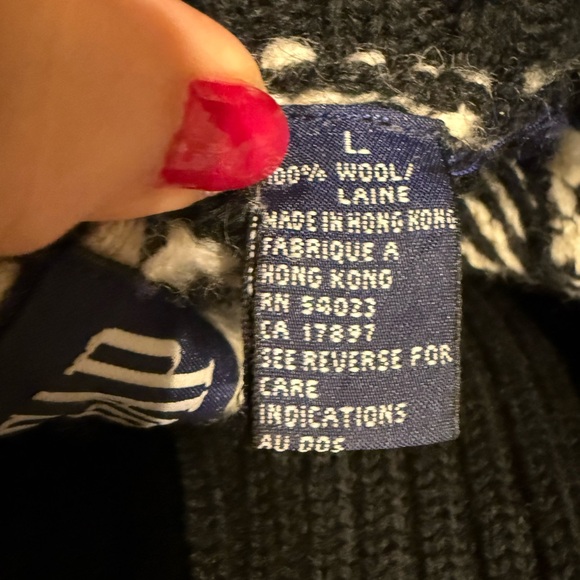 L
100% WOOL/
LAINE
MADE IN HONG KONG
FABRIQUE A
HONG KONG
RN 54023
CA 17897
SEE REVERSE FOR
CARE
INDICATIONS
AU DOS